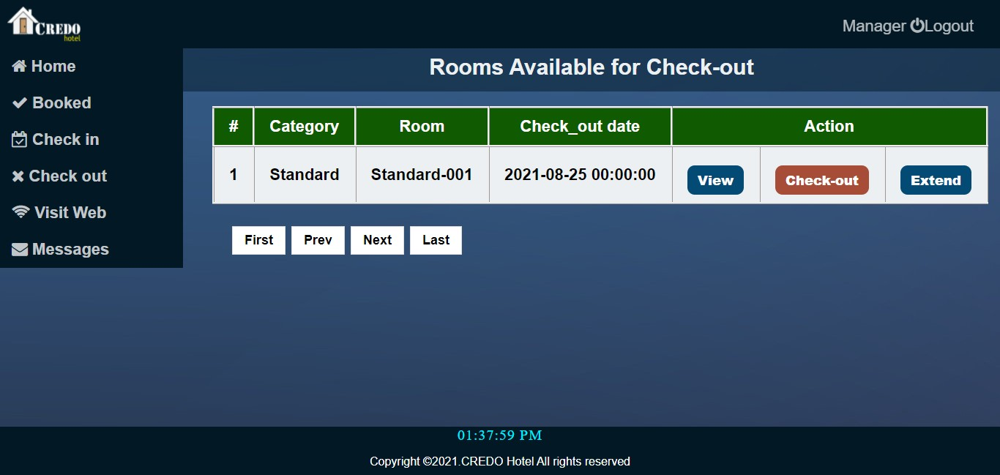 CREDO
hotel
Manager Logout
Home
Booked
Check in
Check out
Visit Web
Messages
Rooms Available for Check-out
# Category Room Check_out date Action
1 Standard Standard-001 2021-08-25 00:00:00 View Check-out Extend
First Prev Next Last
01:37:59 PM
Copyright ©2021.CREDO Hotel All rights reserved